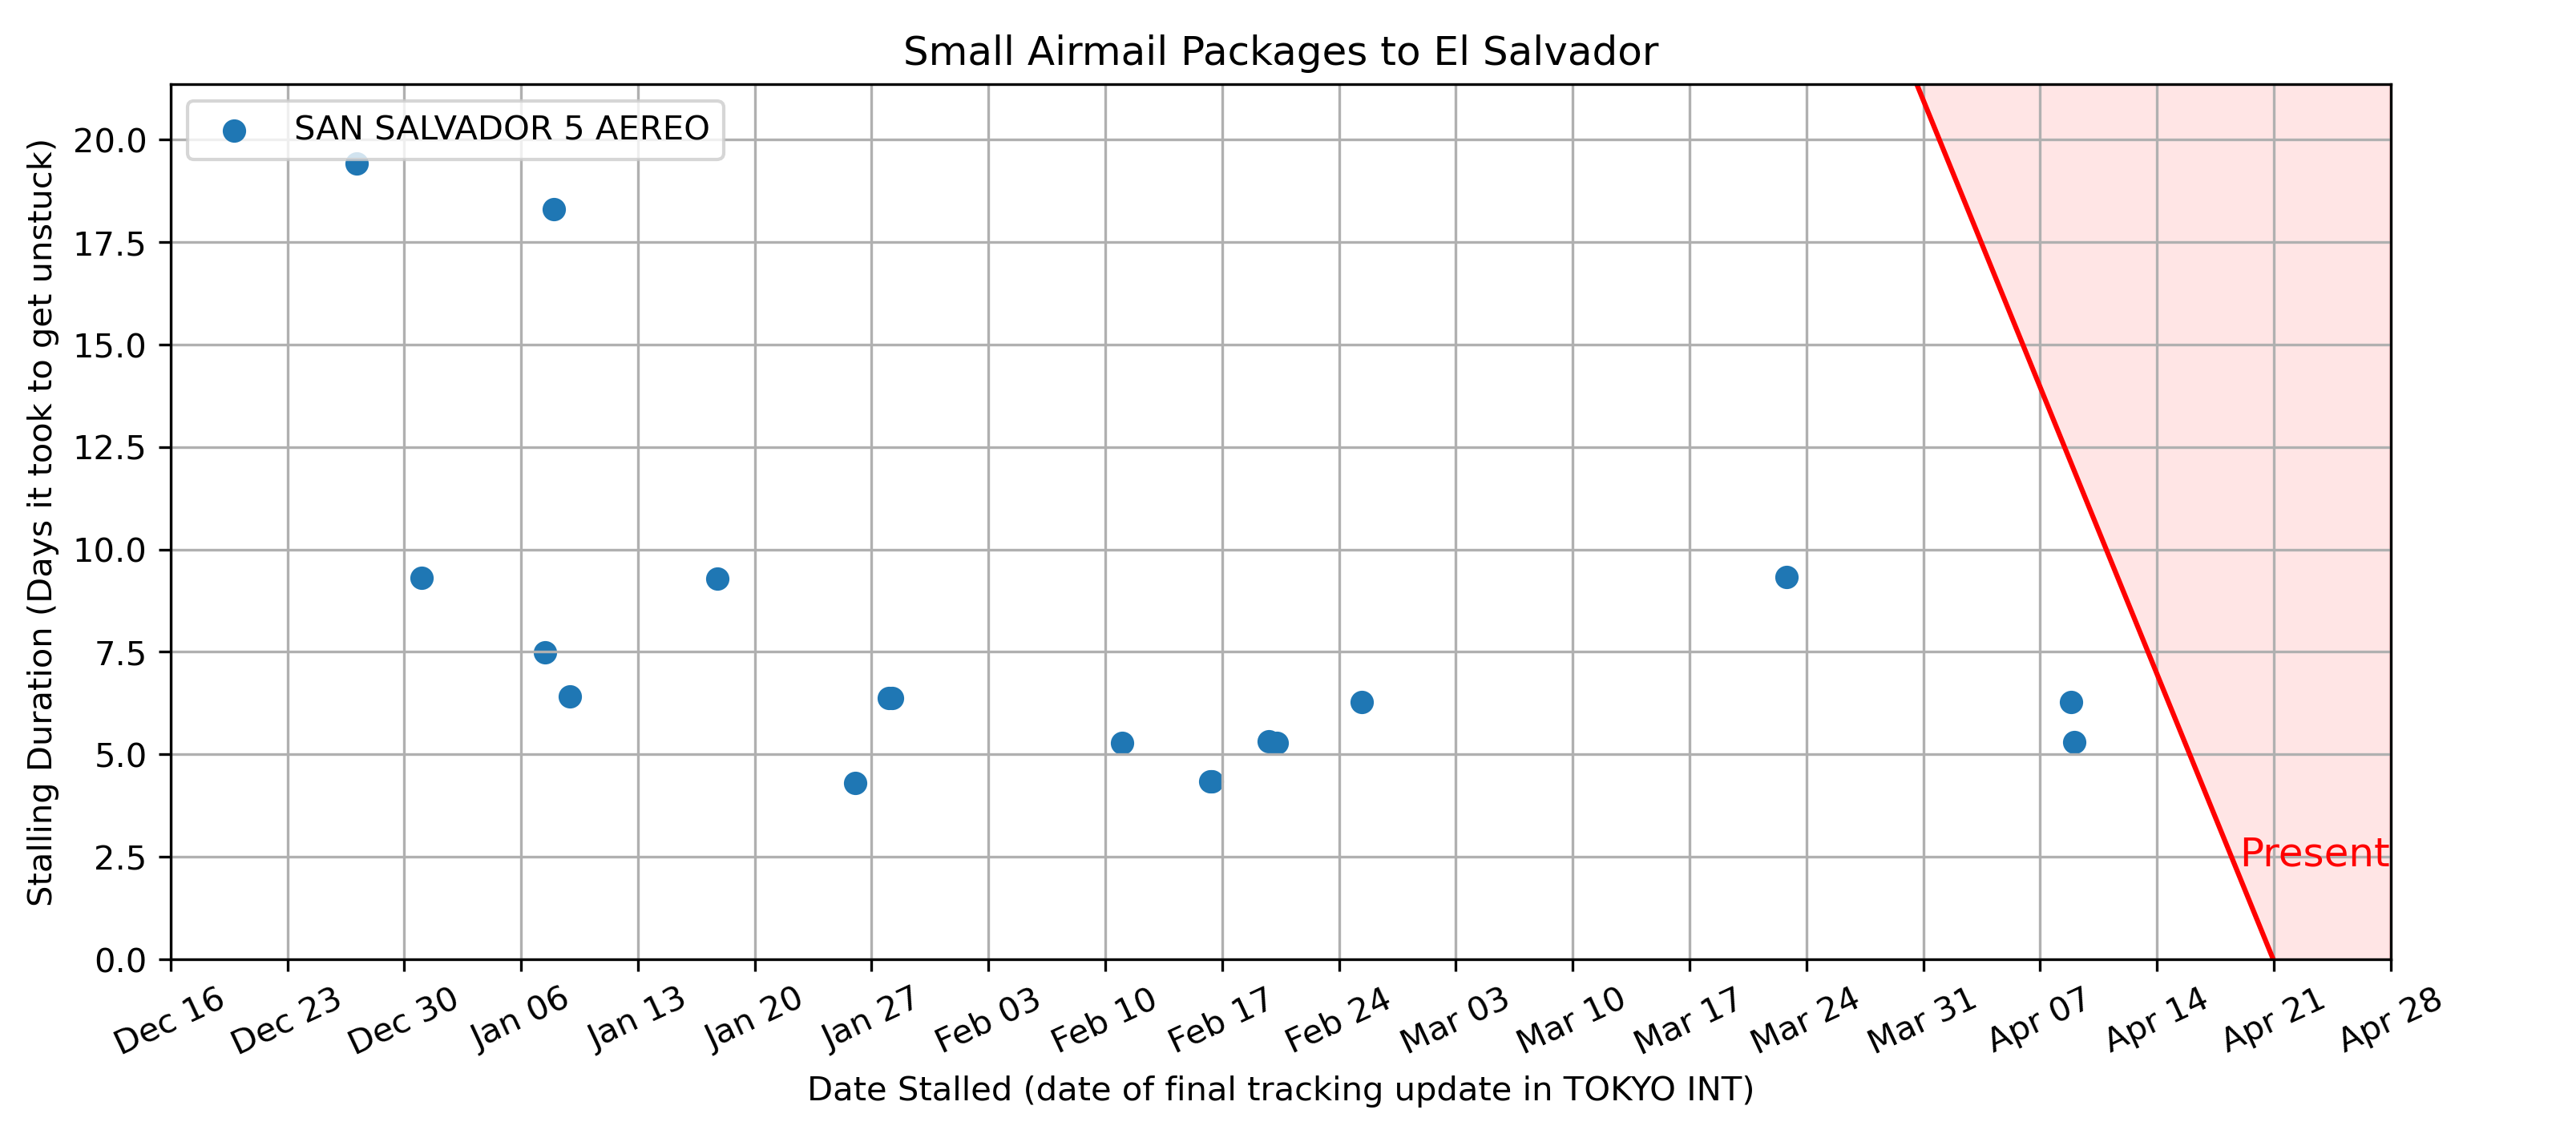 Small Airmail Packages to El Salvador
SAN SALVADOR 5 AEREO
Stalling Duration (Days it took to get unstuck)
20.0
17.5
15.0
12.5
10.0
7.5
5.0
2.5
0.0
Present
Dec 16
Dec 23
Dec 30
Jan 06
Jan 13
Jan 20
Jan 27
Feb 03
Feb 10
Feb 17
Feb 24
Mar 03
Mar 10
Mar 17
Mar 24
Mar 31
Apr 07
Apr 14
Apr 21
Apr 28
Date Stalled (date of final tracking update in TOKYO INT)